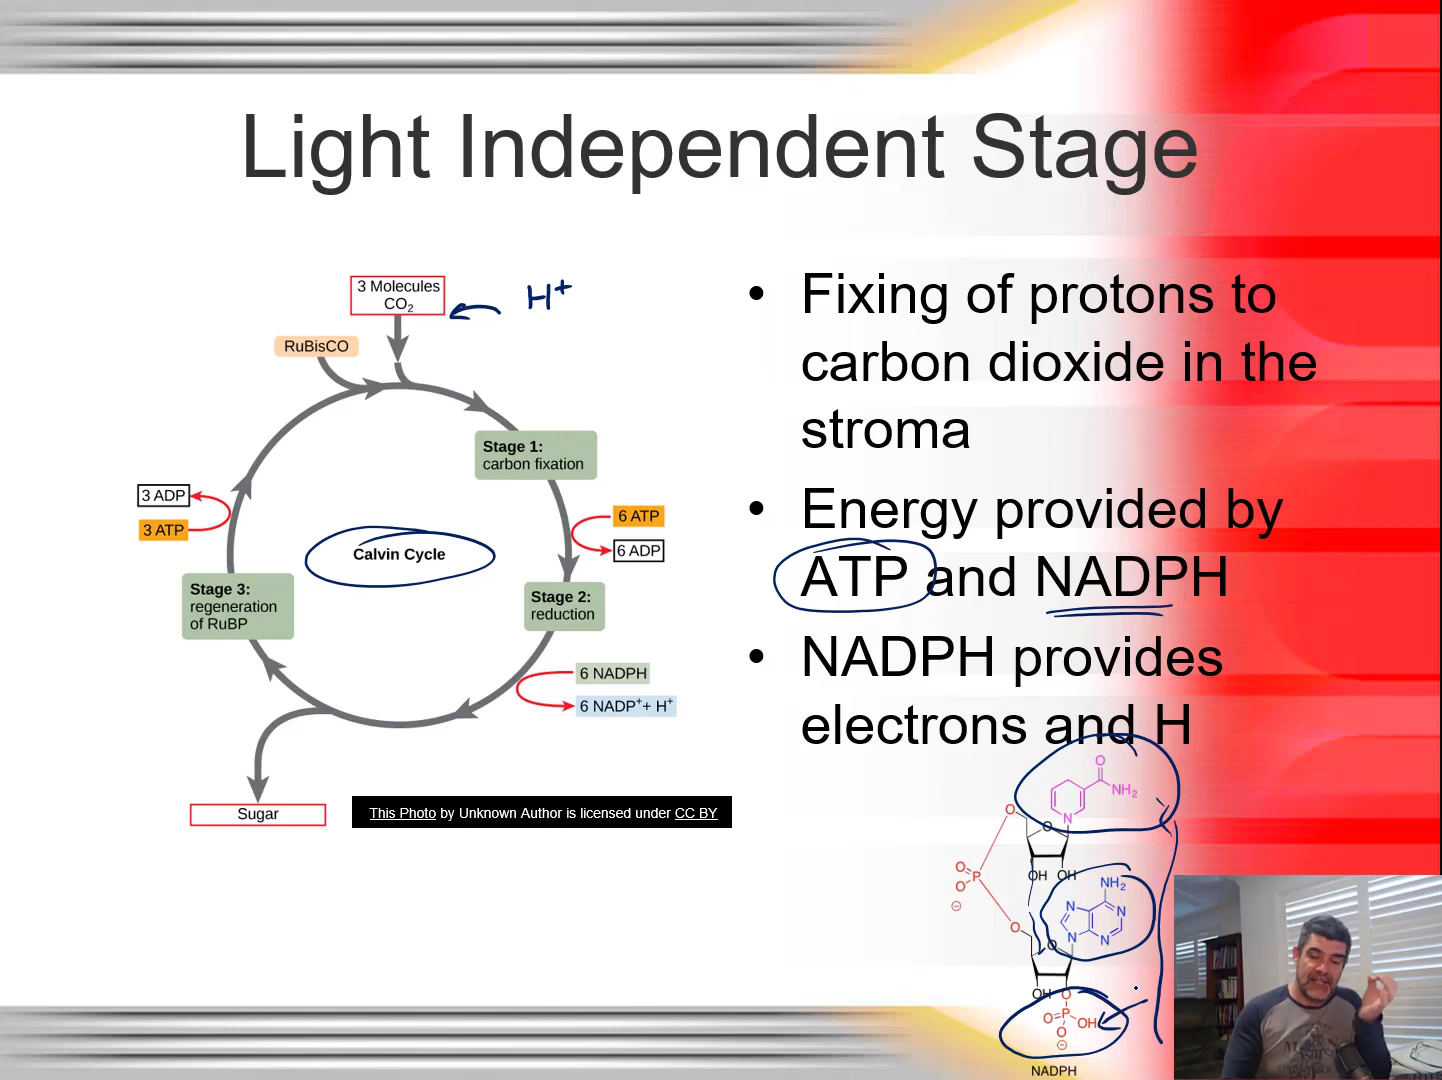 Light Independent Stage
3 Molecules
CO₂
H⁺
RuBisCO
Stage 1:
carbon fixation
3 ADP
3 ATP
6 ATP
6 ADP
Calvin Cycle
Stage 3:
regeneration
of RuBP
Stage 2:
reduction
6 NADPH
6 NADP⁺+ H⁺
Sugar
This Photo by Unknown Author is licensed under CC BY
• Fixing of protons to
carbon dioxide in the
stroma
• Energy provided by
ATP and NADPH
• NADPH provides
electrons and H
O
NH₂
O
N
O
O
P
O
⊖
OH
OH
NH₂
N
N
O
N
N
O
OH
O
O
P
OH
O
⊖
NADPH